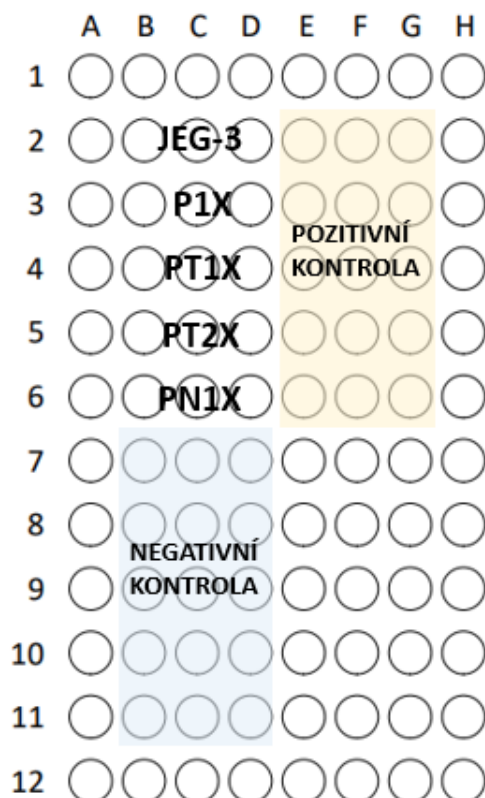 A B C D E F G H
1
2 JEG-3
3 P1X
POZITIVNÍ
4 PT1X KONTROLA
5 PT2X
6 PN1X
7
8
NEGATIVNÍ
9 KONTROLA
10
11
12